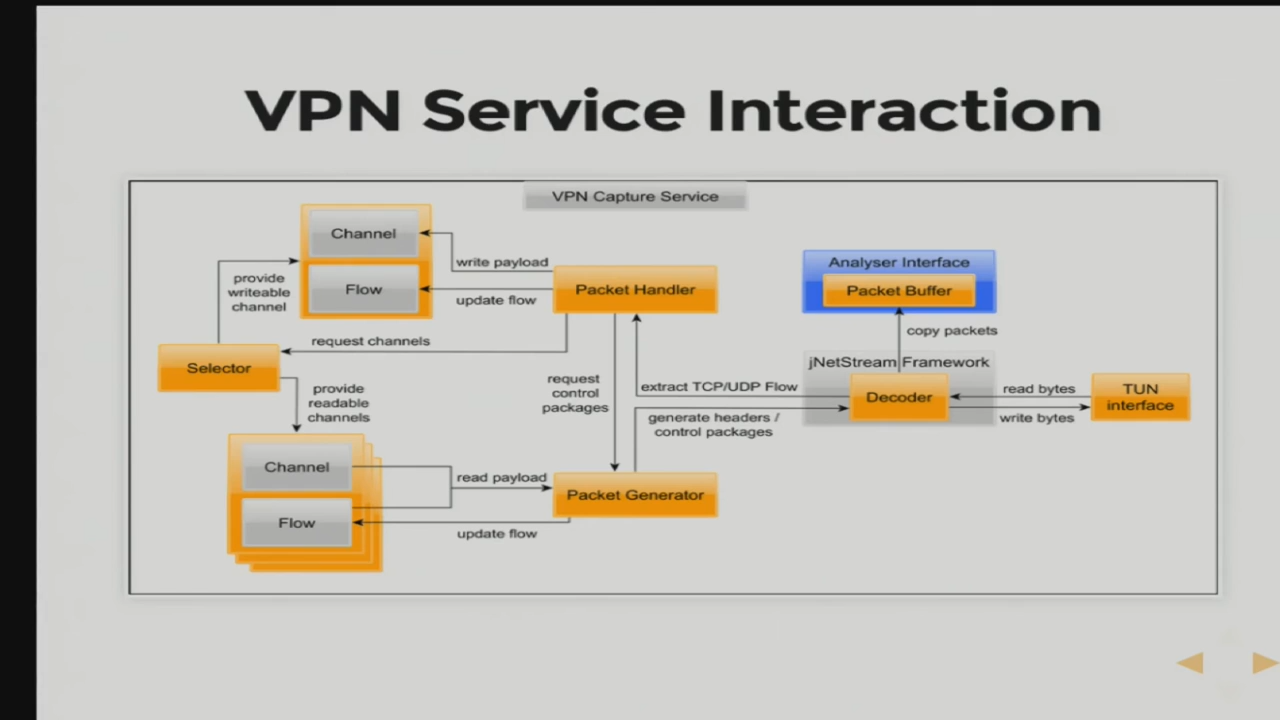 VPN Service Interaction
VPN Capture Service
Channel
Flow
write payload
update flow
Packet Handler
provide
writeable
channel
request channels
Selector
provide
readable
channels
request
control
packages
extract TCP/UDP Flow
generate headers /
control packages
Analyser Interface
Packet Buffer
copy packets
jNetStream Framework
Decoder
read bytes
write bytes
TUN
interface
Channel
Flow
read payload
update flow
Packet Generator